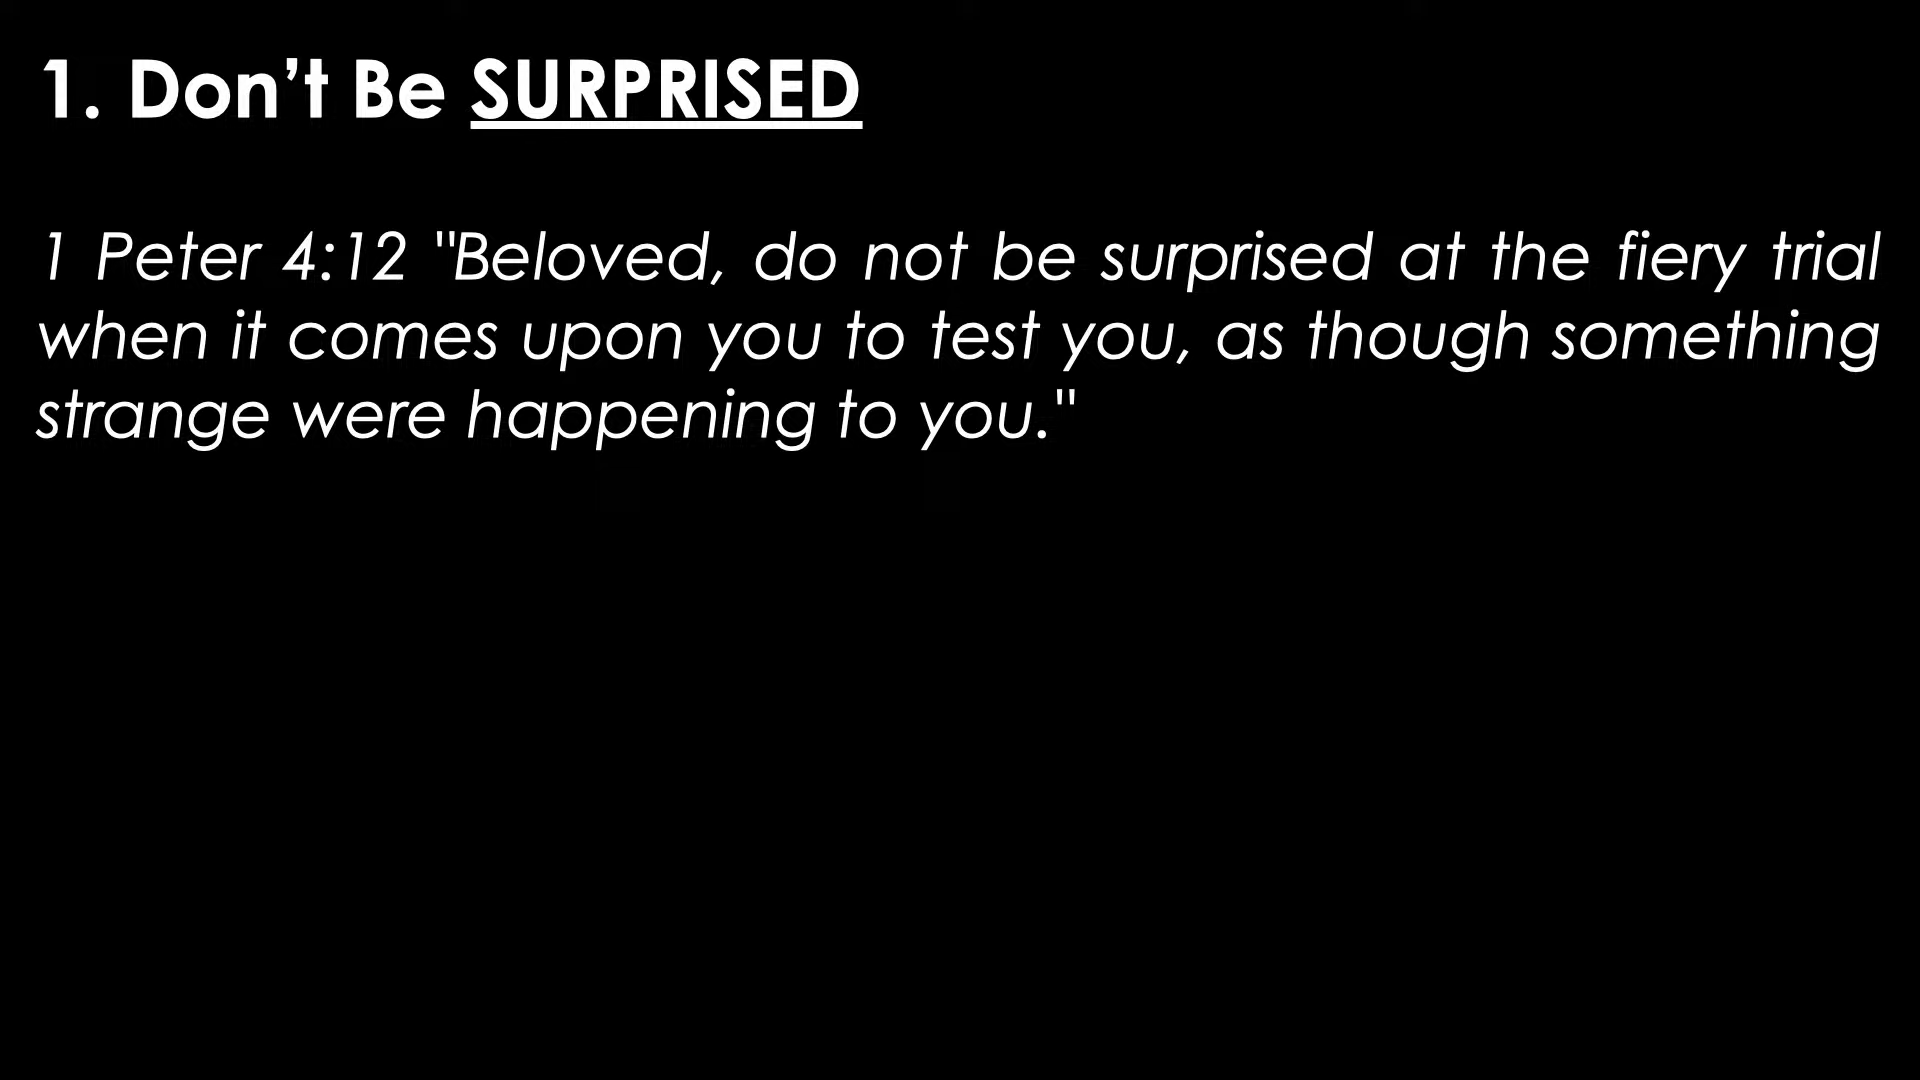 1. Don’t Be SURPRISED
1 Peter 4:12 "Beloved, do not be surprised at the fiery trial
when it comes upon you to test you, as though something
strange were happening to you."